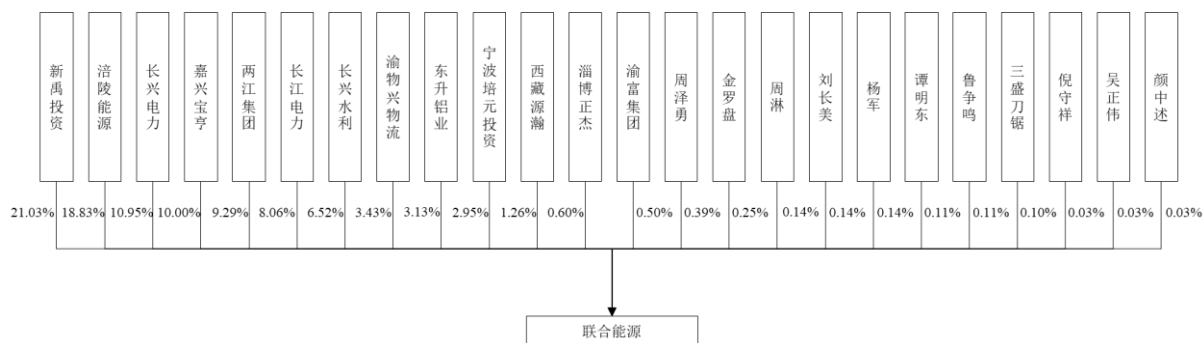 新禹投资
涪陵能源
长兴电力
嘉兴宝亨
两江集团
长江电力
长兴水利
渝物兴物流
东升铝业
宁波培元投资
西藏源瀚
淄博正杰
渝富集团
周泽勇
金罗盘
周淋
刘长美
杨军
谭明东
鲁争鸣
三盛刀锯
倪守祥
吴正伟
颜中述
21.03% 18.83% 10.95% 10.00% 9.29% 8.06% 6.52% 3.43% 3.13% 2.95% 1.26% 0.60% 0.50% 0.39% 0.25% 0.14% 0.14% 0.14% 0.11% 0.11% 0.10% 0.03% 0.03% 0.03%
联合能源